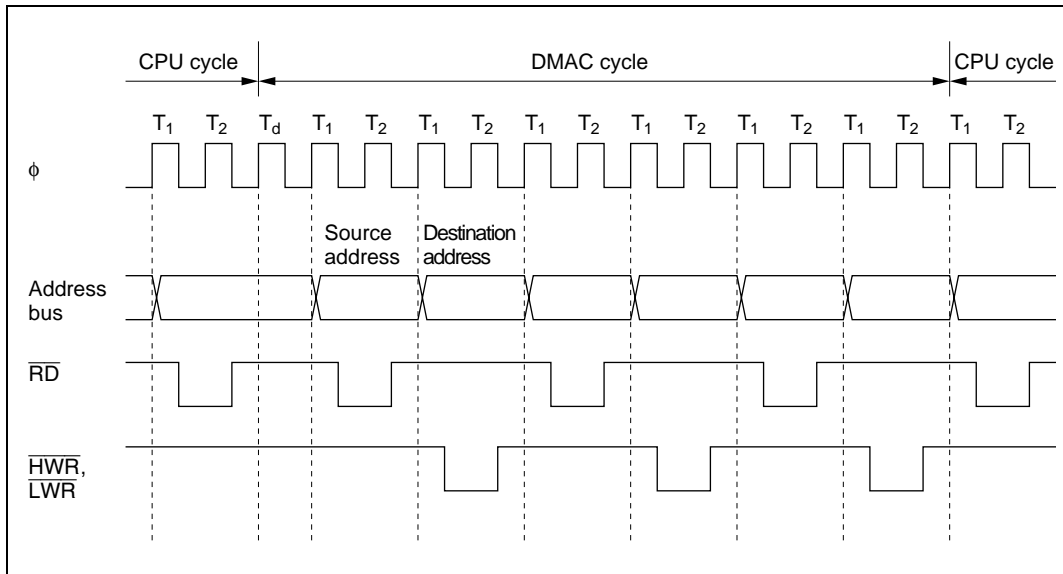 CPU cycle DMAC cycle CPU cycle
T1 T2 Td T1 T2 T1 T2 T1 T2 T1 T2 T1 T2 T1 T2 T1 T2
φ
Source Destination
address address
Address
bus
RD
HWR,
LWR